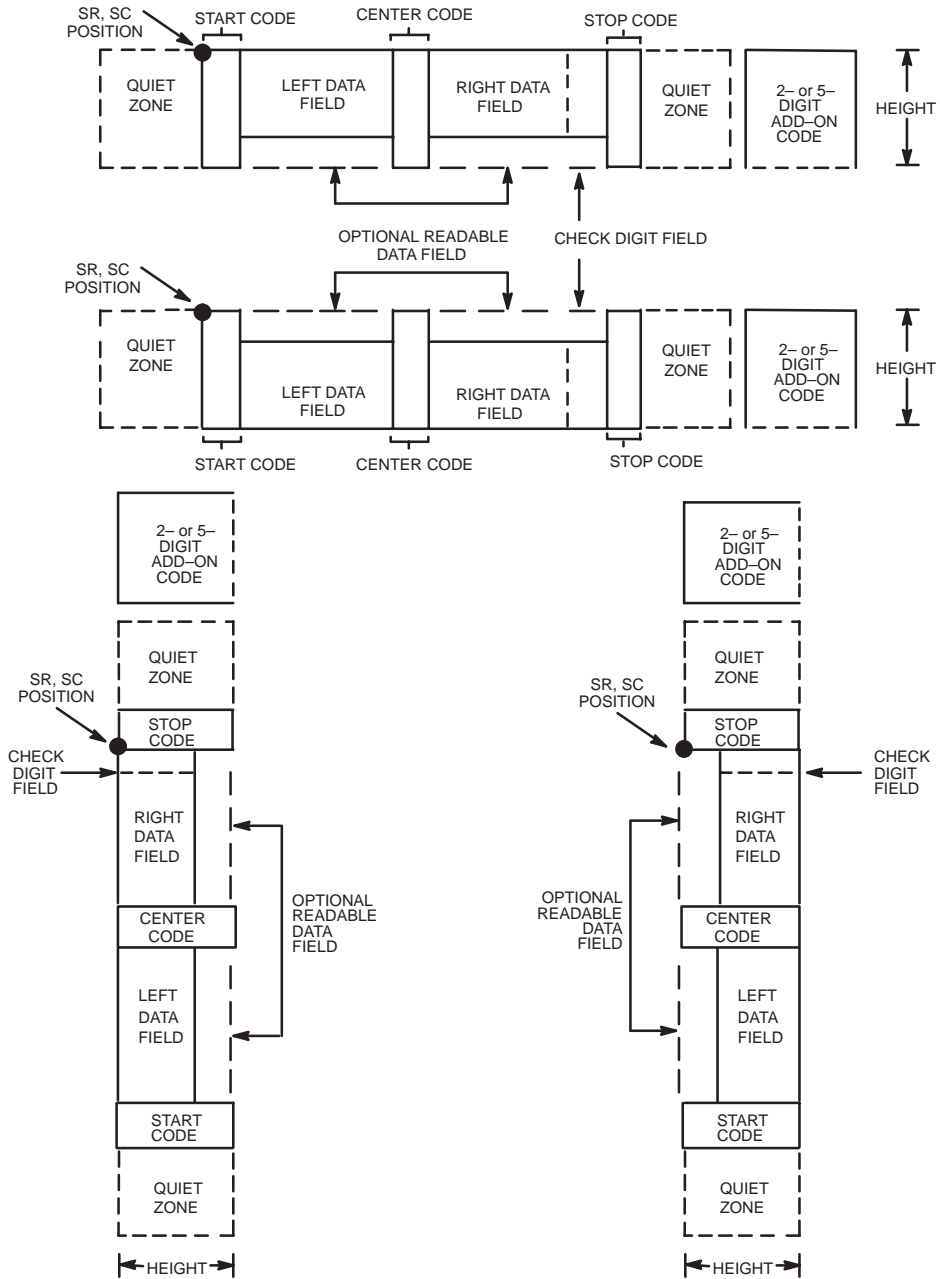 SR, SC
POSITION
START CODE
CENTER CODE
STOP CODE
QUIET
ZONE
LEFT DATA
FIELD
RIGHT DATA
FIELD
QUIET
ZONE
2– or 5–
DIGIT
ADD–ON
CODE
HEIGHT
OPTIONAL READABLE
DATA FIELD
CHECK DIGIT FIELD
SR, SC
POSITION
QUIET
ZONE
LEFT DATA
FIELD
RIGHT DATA
FIELD
QUIET
ZONE
2– or 5–
DIGIT
ADD–ON
CODE
HEIGHT
START CODE
CENTER CODE
STOP CODE
2– or 5–
DIGIT
ADD–ON
CODE
QUIET
ZONE
SR, SC
POSITION
STOP
CODE
CHECK
DIGIT
FIELD
RIGHT
DATA
FIELD
OPTIONAL
READABLE
DATA
FIELD
CENTER
CODE
LEFT
DATA
FIELD
START
CODE
QUIET
ZONE
HEIGHT
2– or 5–
DIGIT
ADD–ON
CODE
QUIET
ZONE
SR, SC
POSITION
STOP
CODE
CHECK
DIGIT
FIELD
RIGHT
DATA
FIELD
OPTIONAL
READABLE
DATA
FIELD
CENTER
CODE
LEFT
DATA
FIELD
START
CODE
QUIET
ZONE
HEIGHT